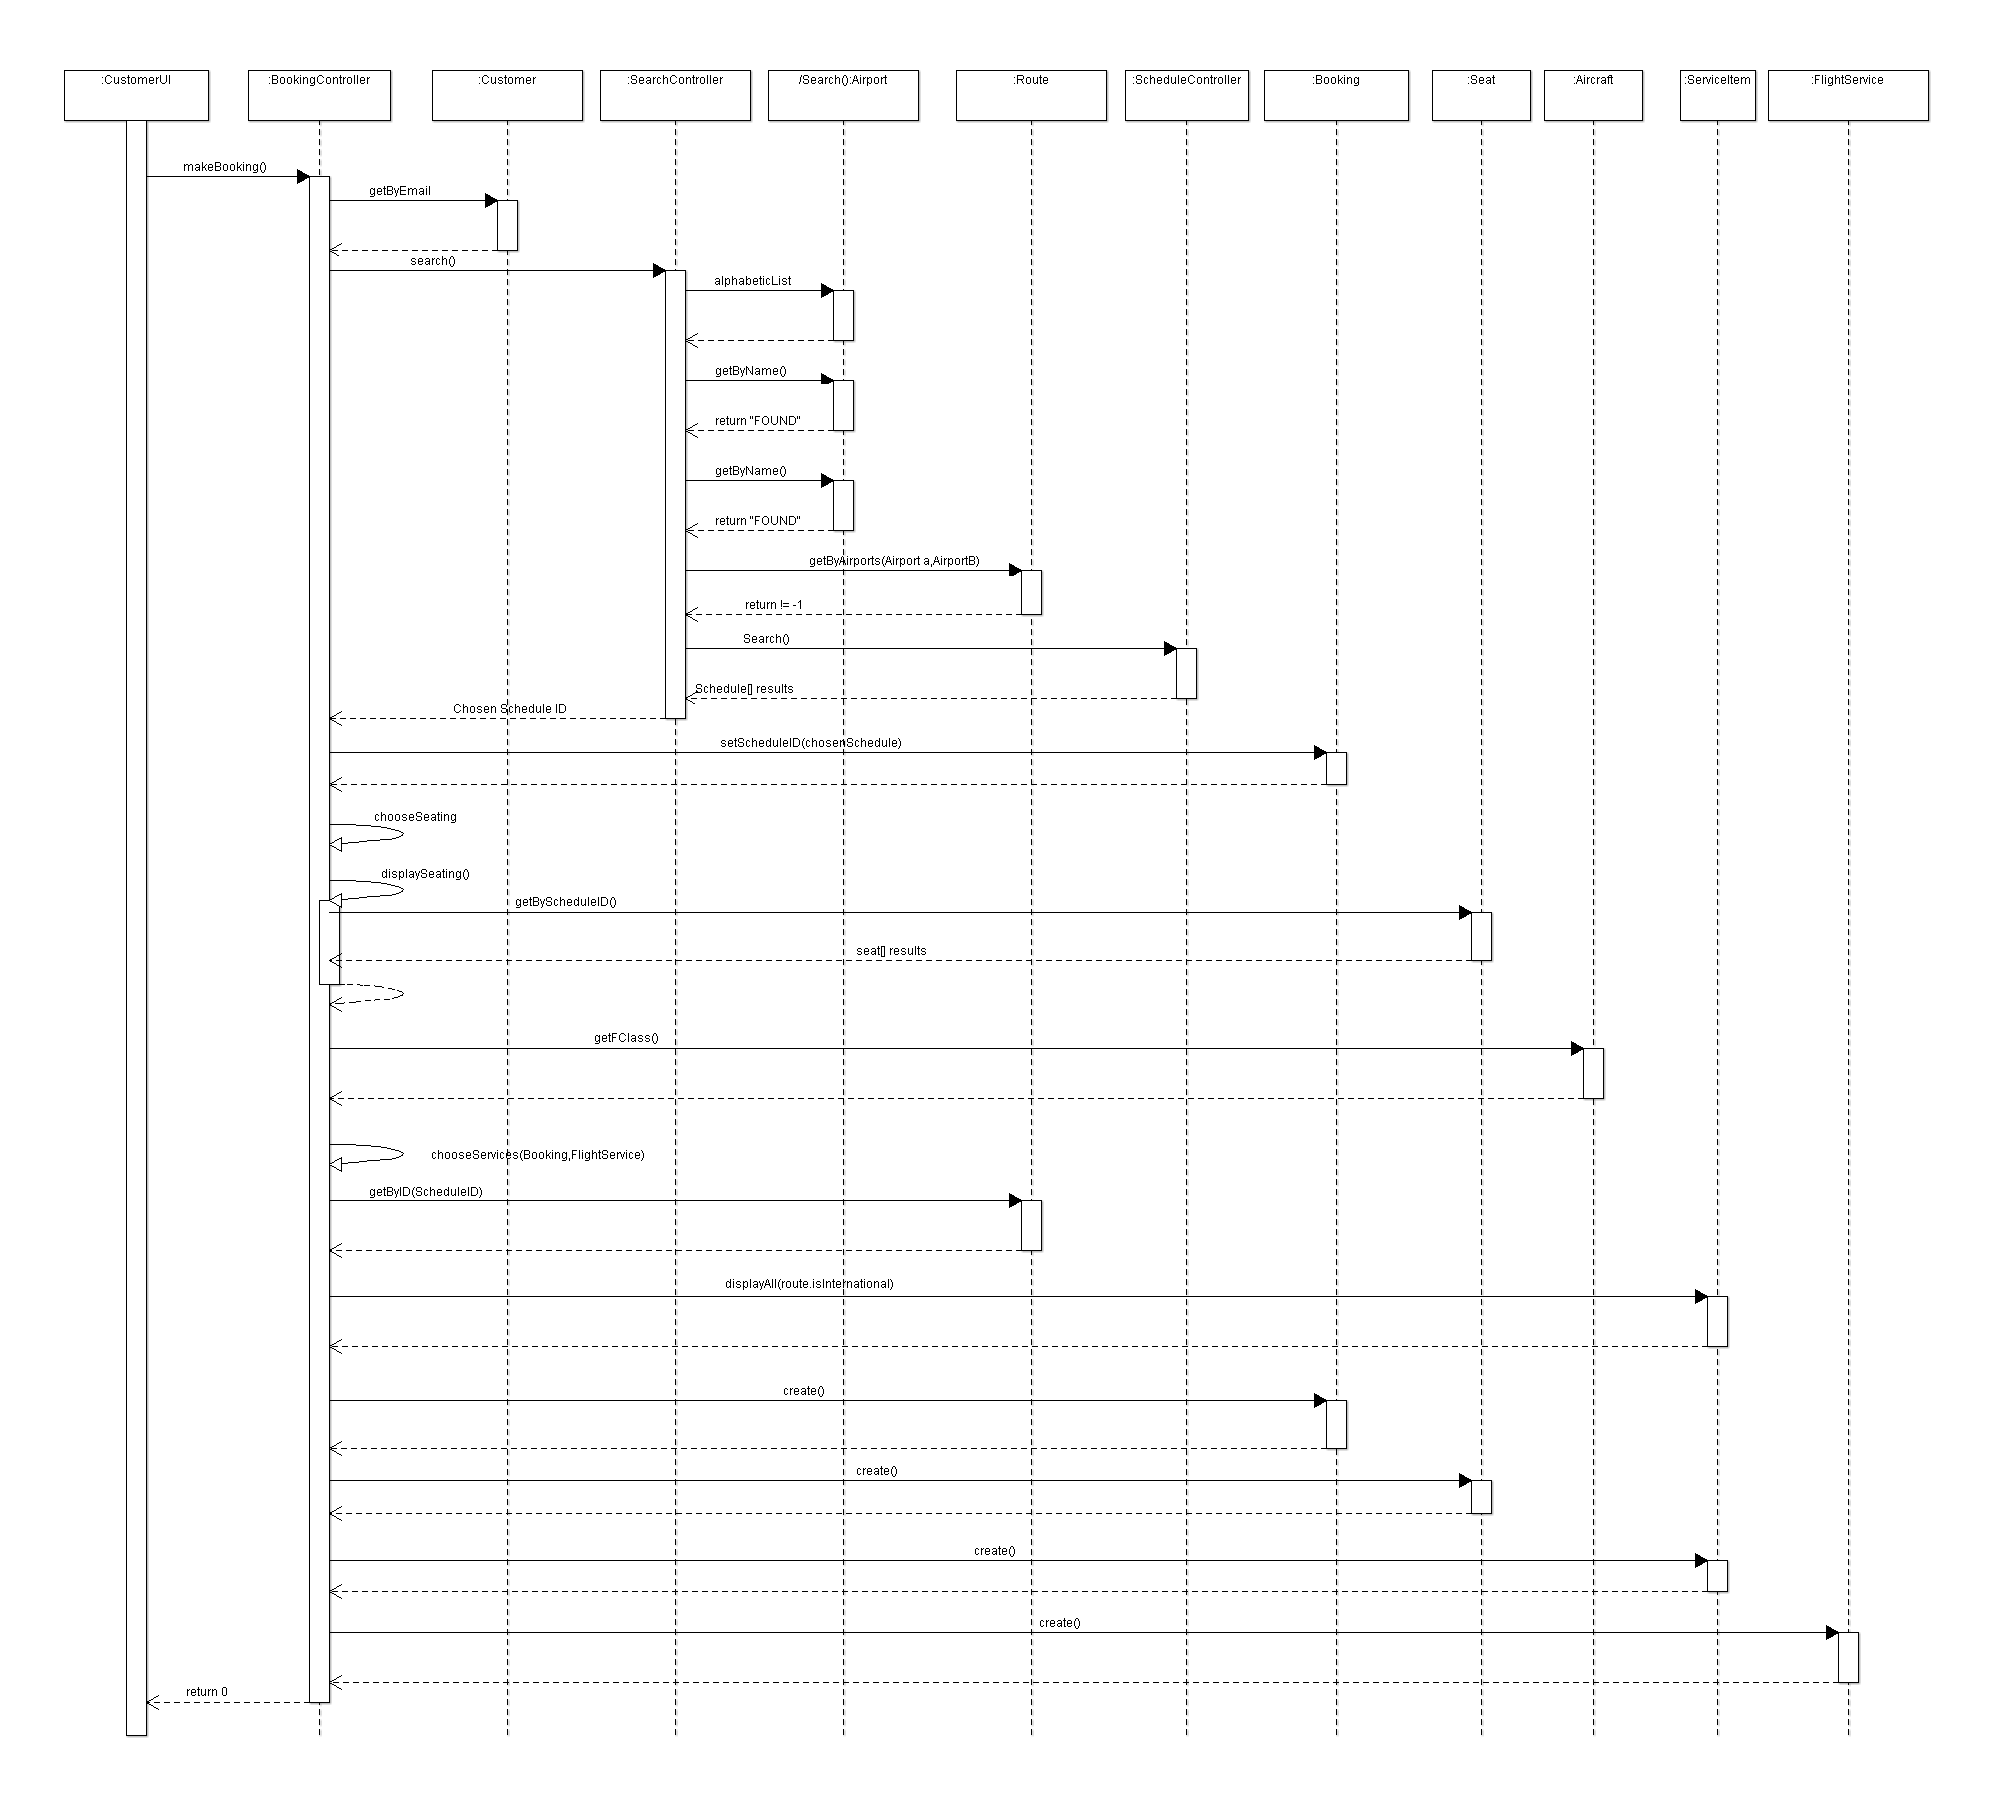 :CustomerUI
:BookingController
:Customer
:SearchController
/Search():Airport
:Route
:ScheduleController
:Booking
:Seat
:Aircraft
:ServiceItem
:FlightService
makeBooking()
getByEmail
search()
alphabeticList
getByName()
return "FOUND"
getByName()
return "FOUND"
getByAirports(Airport a,AirportB)
return != -1
Search()
Schedule[] results
Chosen Schedule ID
setScheduleID(chosenSchedule)
chooseSeating
displaySeating()
getByScheduleID()
seat[] results
getFClass()
chooseServices(Booking,FlightService)
getByID(ScheduleID)
displayAll(route.isInternational)
create()
create()
create()
create()
return 0